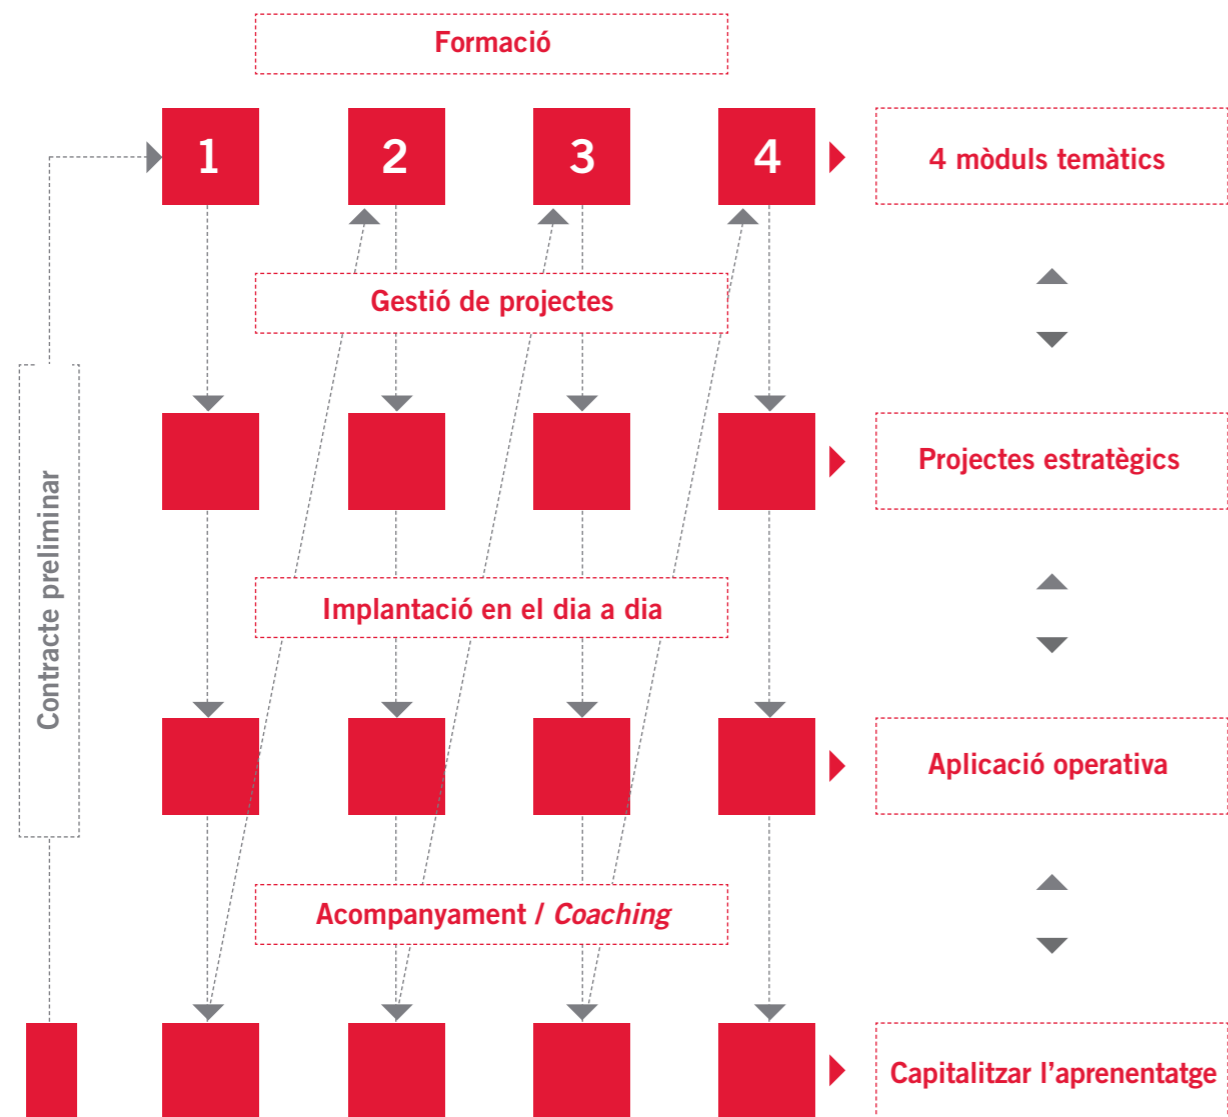 Formació
1
2
3
4
4 mòduls temàtics
Gestió de projectes
Contracte preliminar
Projectes estratègics
Implantació en el dia a dia
Aplicació operativa
Acompanyament / Coaching
Capitalitzar l'aprenentatge